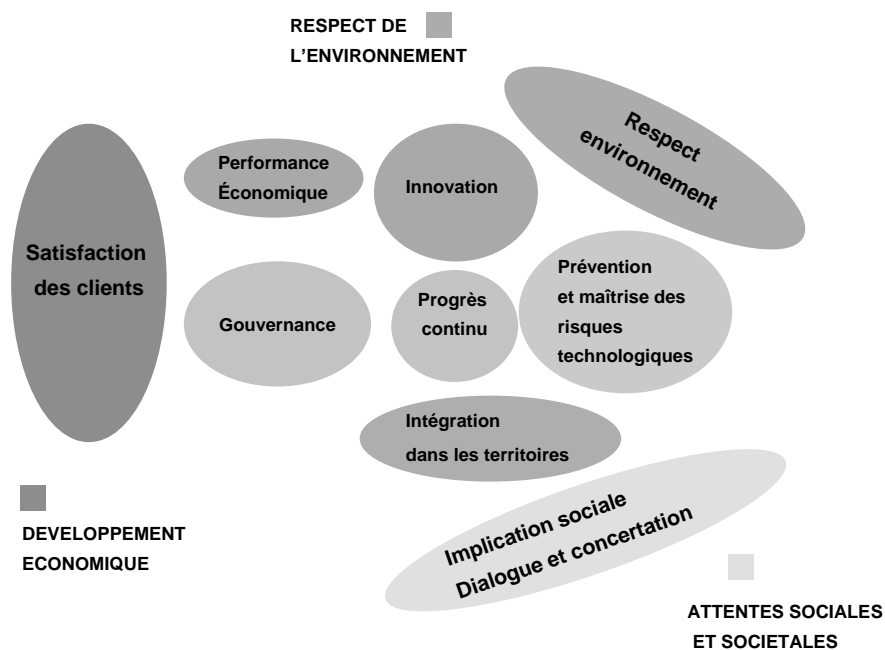 RESPECT DE
L'ENVIRONNEMENT
Respect
environnement
Performance
Économique
Innovation
Satisfaction
des clients
Gouvernance
Progrès
continu
Prévention
et maîtrise des
risques
technologiques
Intégration
dans les territoires
Implication sociale
Dialogue et concertation
DEVELOPPEMENT
ECONOMIQUE
ATTENTES SOCIALES
ET SOCIETALES